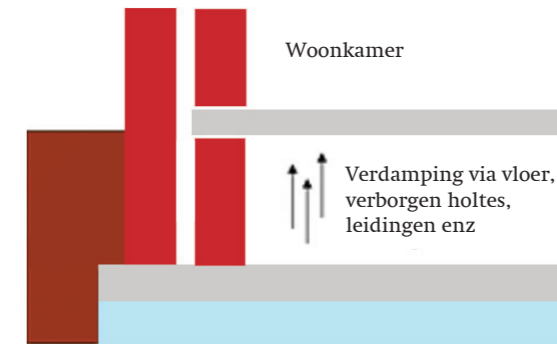 Woonkamer
Verdamping via vloer,
verborgen holtes,
leidingen enz